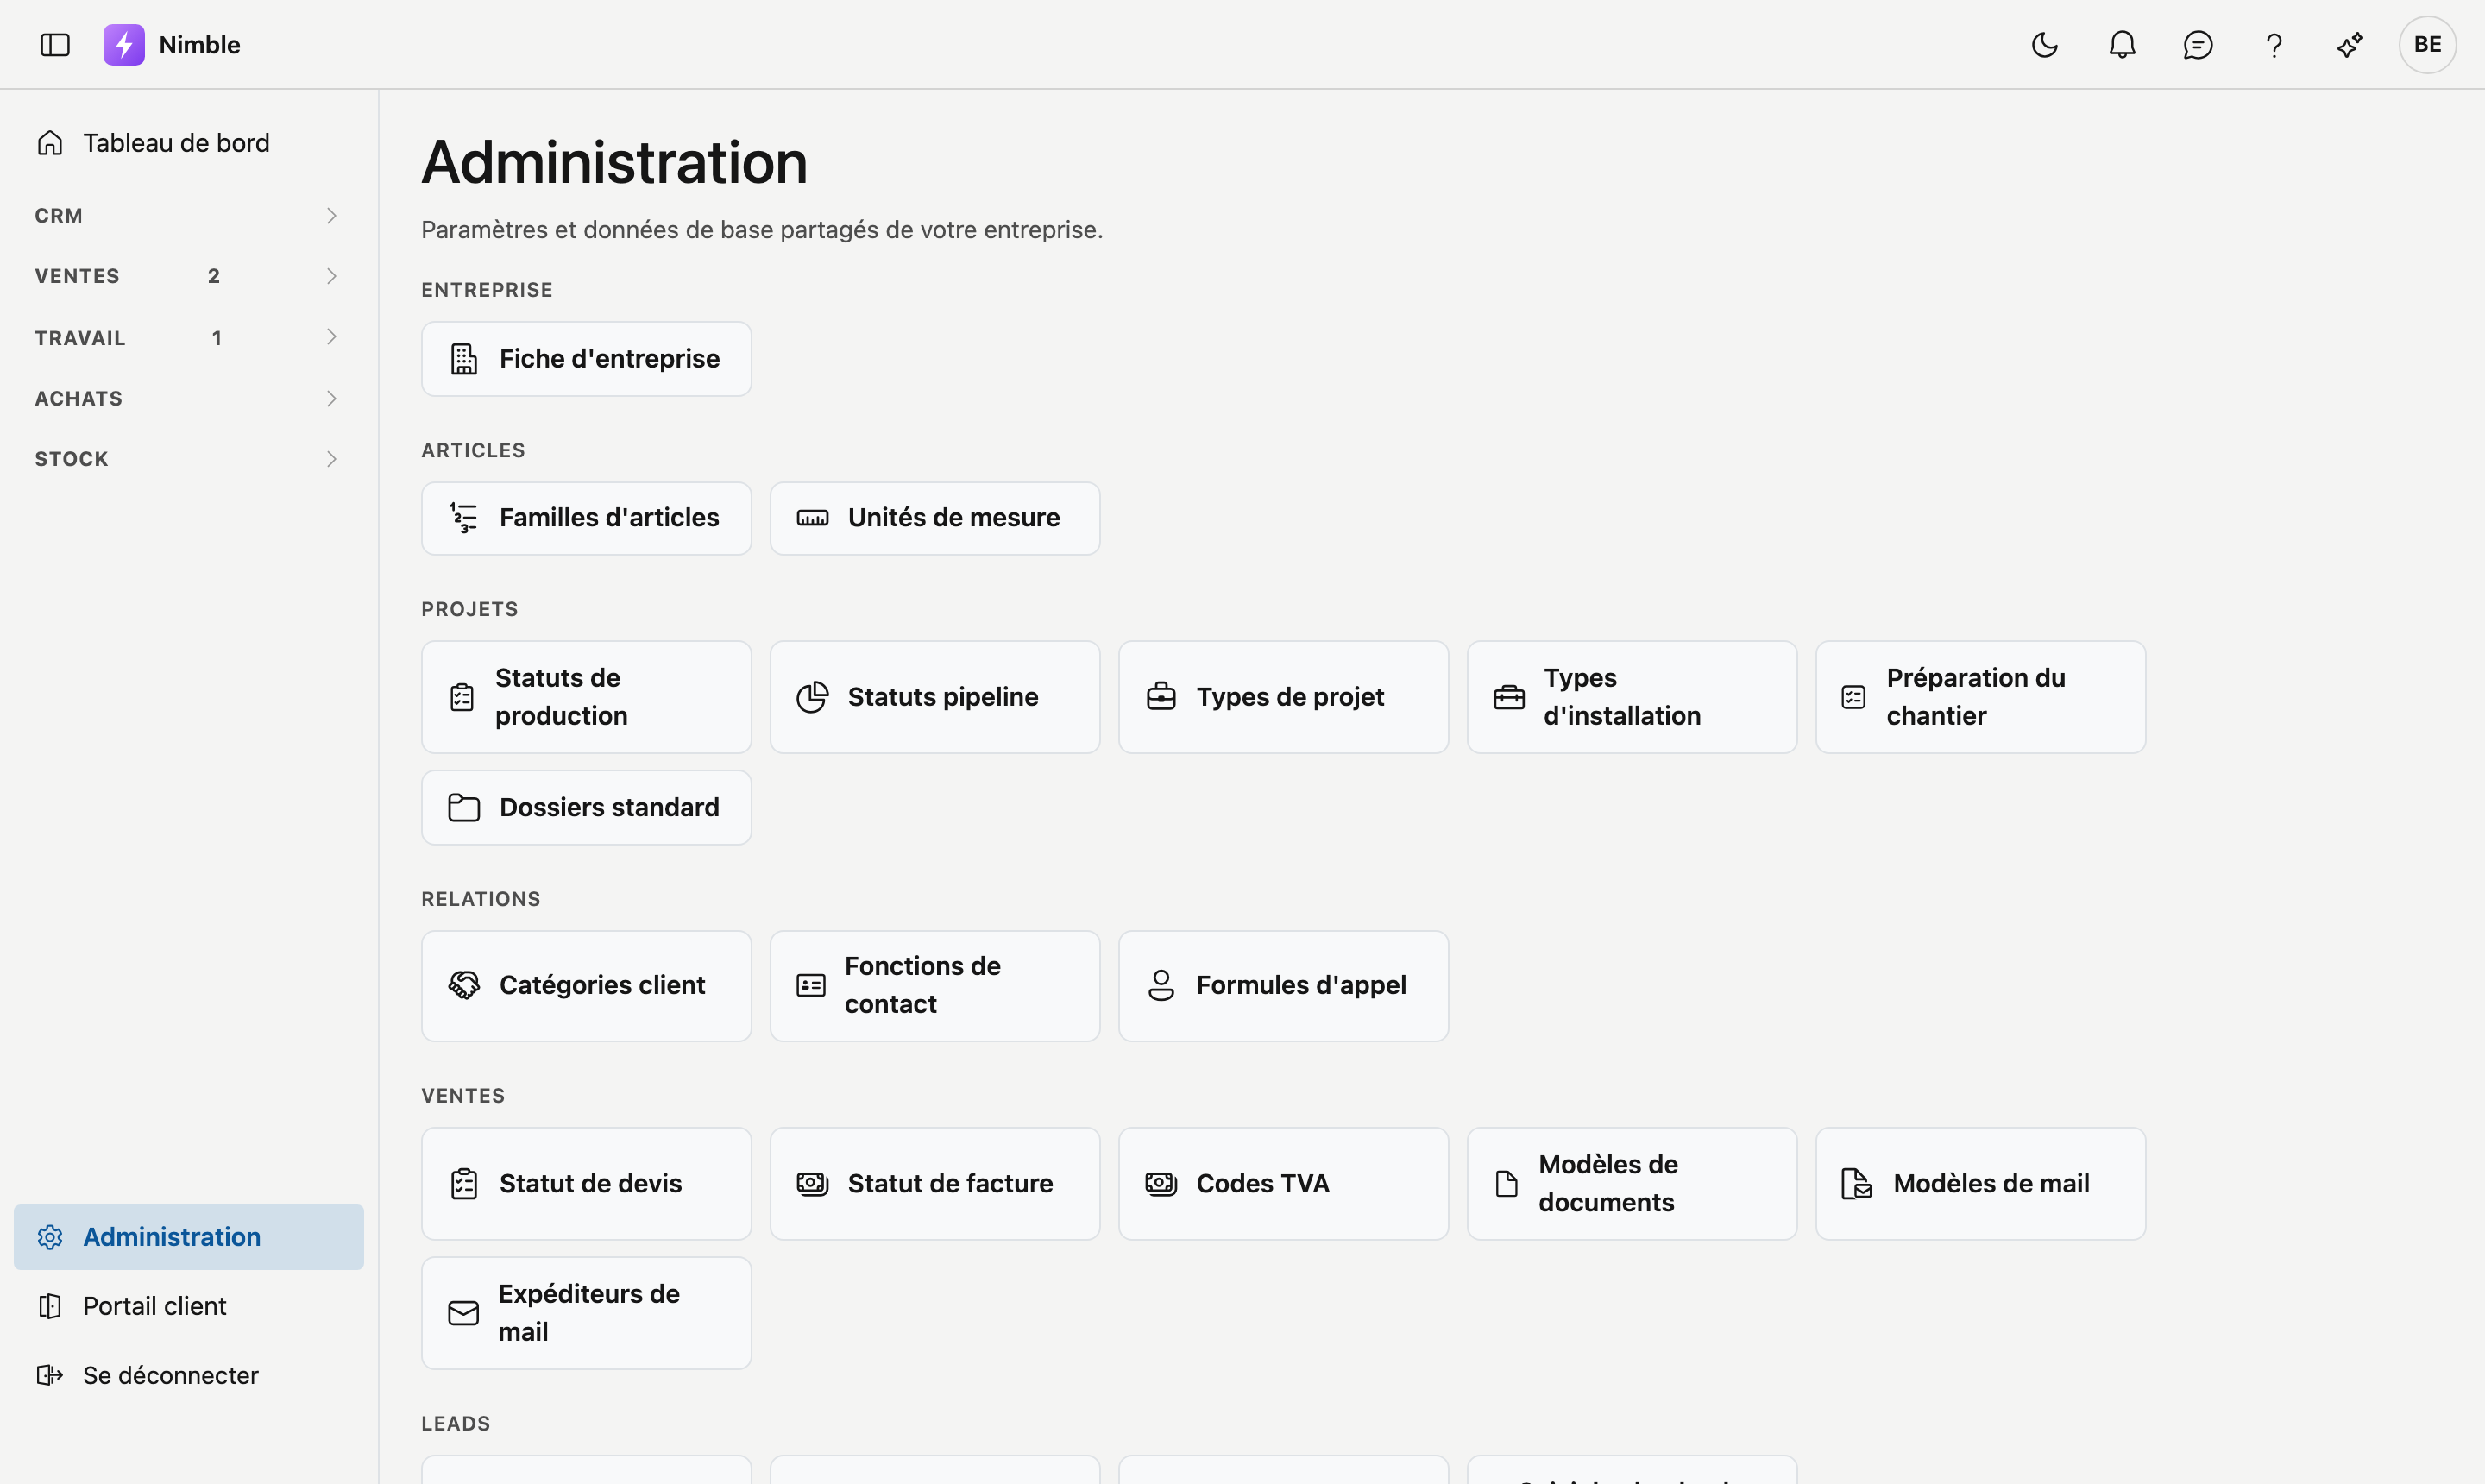 Nimble
BE
Tableau de bord
CRM
VENTES 2
TRAVAIL 1
ACHATS
STOCK
Administration
Portail client
Se déconnecter
Administration
Paramètres et données de base partagés de votre entreprise.
ENTREPRISE
Fiche d'entreprise
ARTICLES
Familles d'articles
Unités de mesure
PROJETS
Statuts de
production
Statuts pipeline
Types de projet
Types
d'installation
Préparation du
chantier
Dossiers standard
RELATIONS
Catégories client
Fonctions de
contact
Formules d'appel
VENTES
Statut de devis
Statut de facture
Codes TVA
Modèles de
documents
Modèles de mail
Expéditeurs de
mail
LEADS